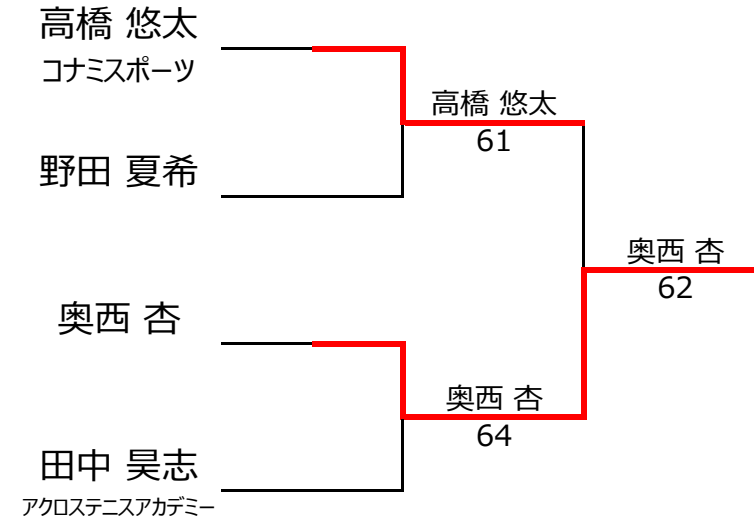 高橋 悠太
コナミスポーツ
高橋 悠太
61
野田 夏希
奥西 杏
62
奥西 杏
奥西 杏
64
田中 昊志
アクロステニスアカデミー